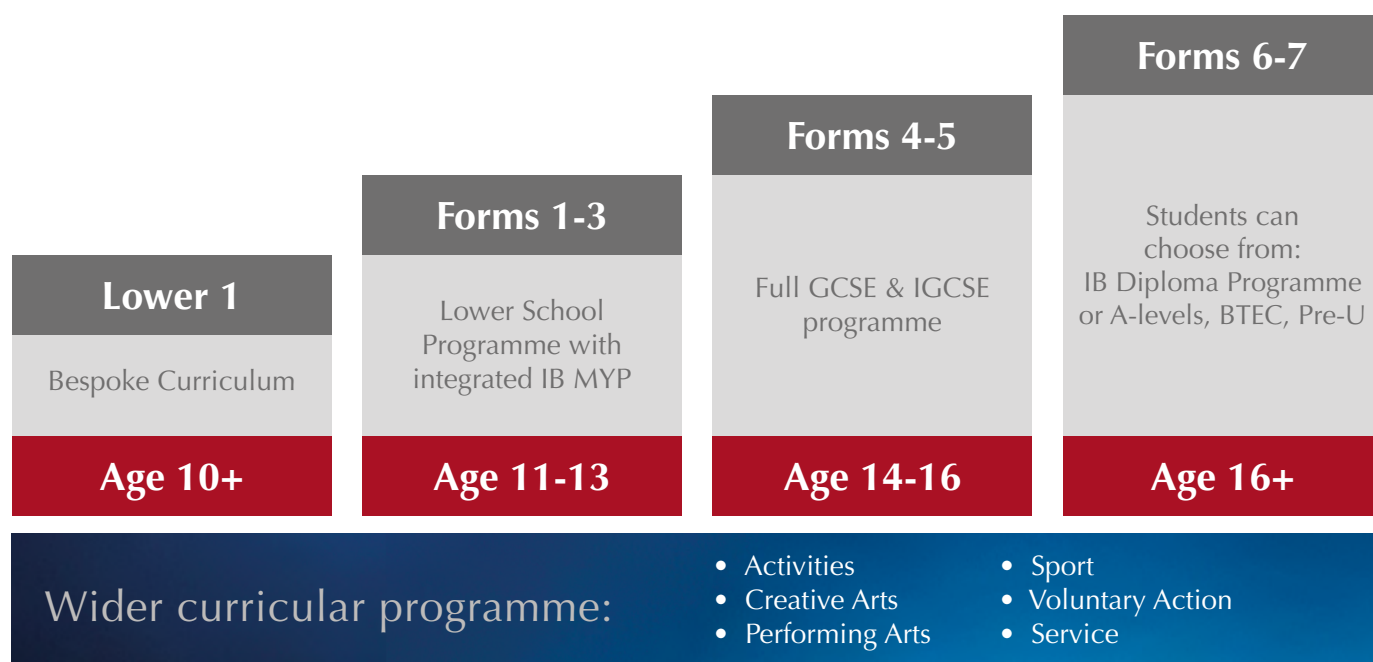 Lower 1
Bespoke Curriculum
Age 10+
Forms 1-3
Lower School
Programme with
integrated IB MYP
Age 11-13
Forms 4-5
Full GCSE & IGCSE
programme
Age 14-16
Forms 6-7
Students can
choose from:
IB Diploma Programme
or A-levels, BTEC, Pre-U
Age 16+
Wider curricular programme:
• Activities
• Creative Arts
• Performing Arts
• Sport
• Voluntary Action
• Service